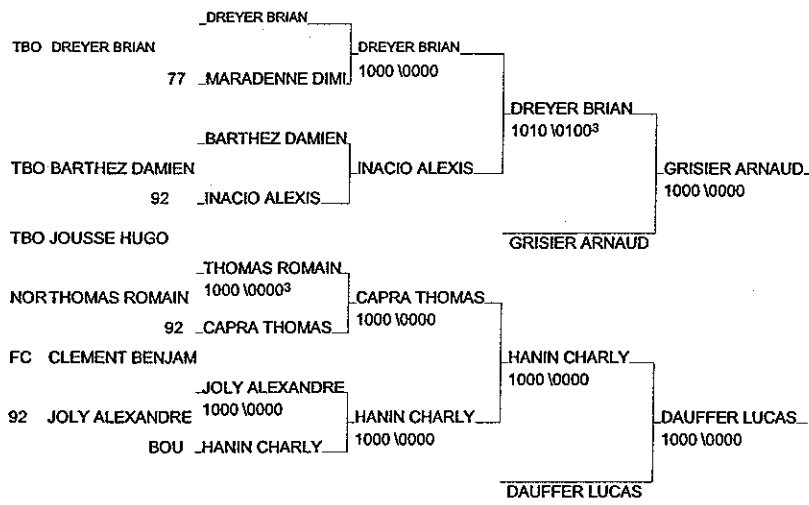 DREYER BRIAN
TBO DREYER BRIAN
DREYER BRIAN
77 MARADENNE DIMI
1000 \0000
DREYER BRIAN
1010 \0100³
BARTHEZ DAMIEN
TBO BARTHEZ DAMIEN
INACIO ALEXIS
GRISIER ARNAUD
1000 \0000
92 INACIO ALEXIS
TBO JOUSSE HUGO
GRISIER ARNAUD
THOMAS ROMAIN
1000 \0000³
NOR THOMAS ROMAIN
CAPRA THOMAS
1000 \0000
92 CAPRA THOMAS
FC CLEMENT BENJAM
HANIN CHARLY
1000 \0000
JOLY ALEXANDRE
1000 \0000
92 JOLY ALEXANDRE
HANIN CHARLY
1000 \0000
DAUFFER LUCAS
1000 \0000
BOU HANIN CHARLY
DAUFFER LUCAS